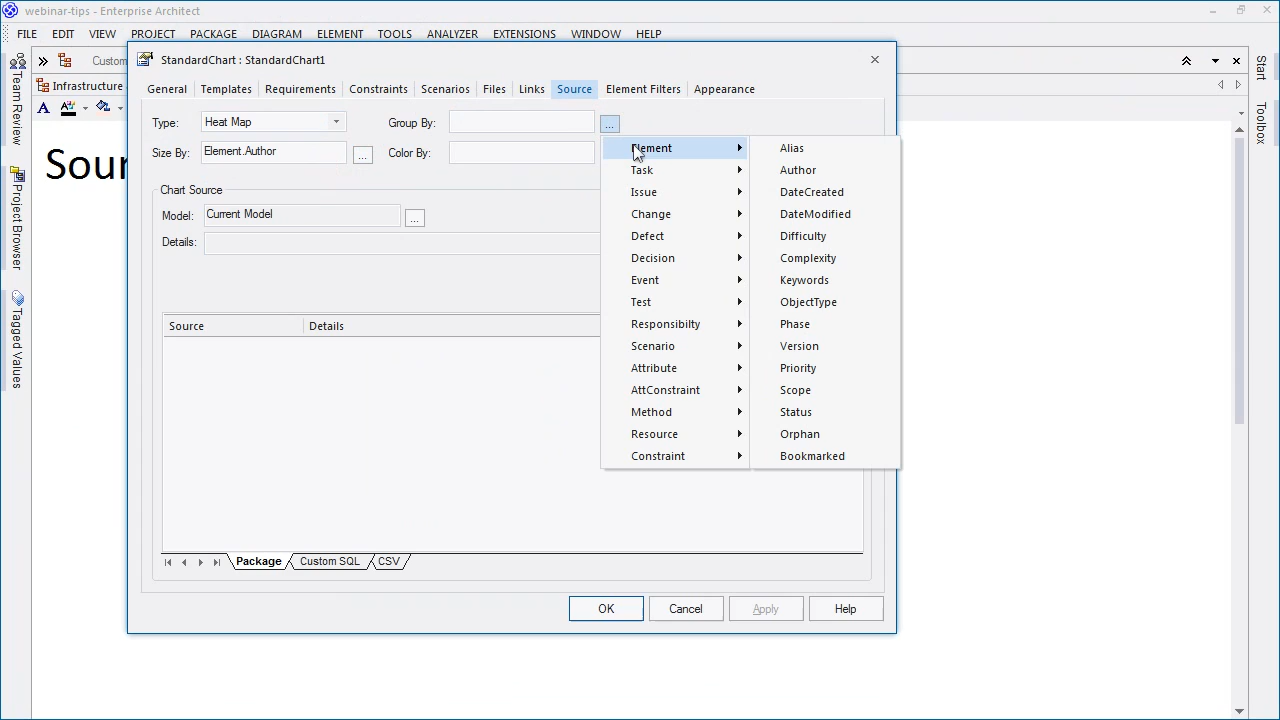 webinar-tips - Enterprise Architect
FILE EDIT VIEW PROJECT PACKAGE DIAGRAM ELEMENT TOOLS ANALYZER EXTENSIONS WINDOW HELP
Custom
Infrastructure
Team Review
Project Browser
Tagged Values
Start
Toolbox
StandardChart : StandardChart1
General Templates Requirements Constraints Scenarios Files Links Source Element Filters Appearance
Type: Heat Map Group By: ...
Size By: Element.Author ... Color By:
Chart Source
Model: Current Model ...
Details:
Source Details
Element
Task
Issue
Change
Defect
Decision
Event
Test
Responsibilty
Scenario
Attribute
AttConstraint
Method
Resource
Constraint
Alias
Author
DateCreated
DateModified
Difficulty
Complexity
Keywords
ObjectType
Phase
Version
Priority
Scope
Status
Orphan
Bookmarked
Package Custom SQL CSV
OK Cancel Apply Help